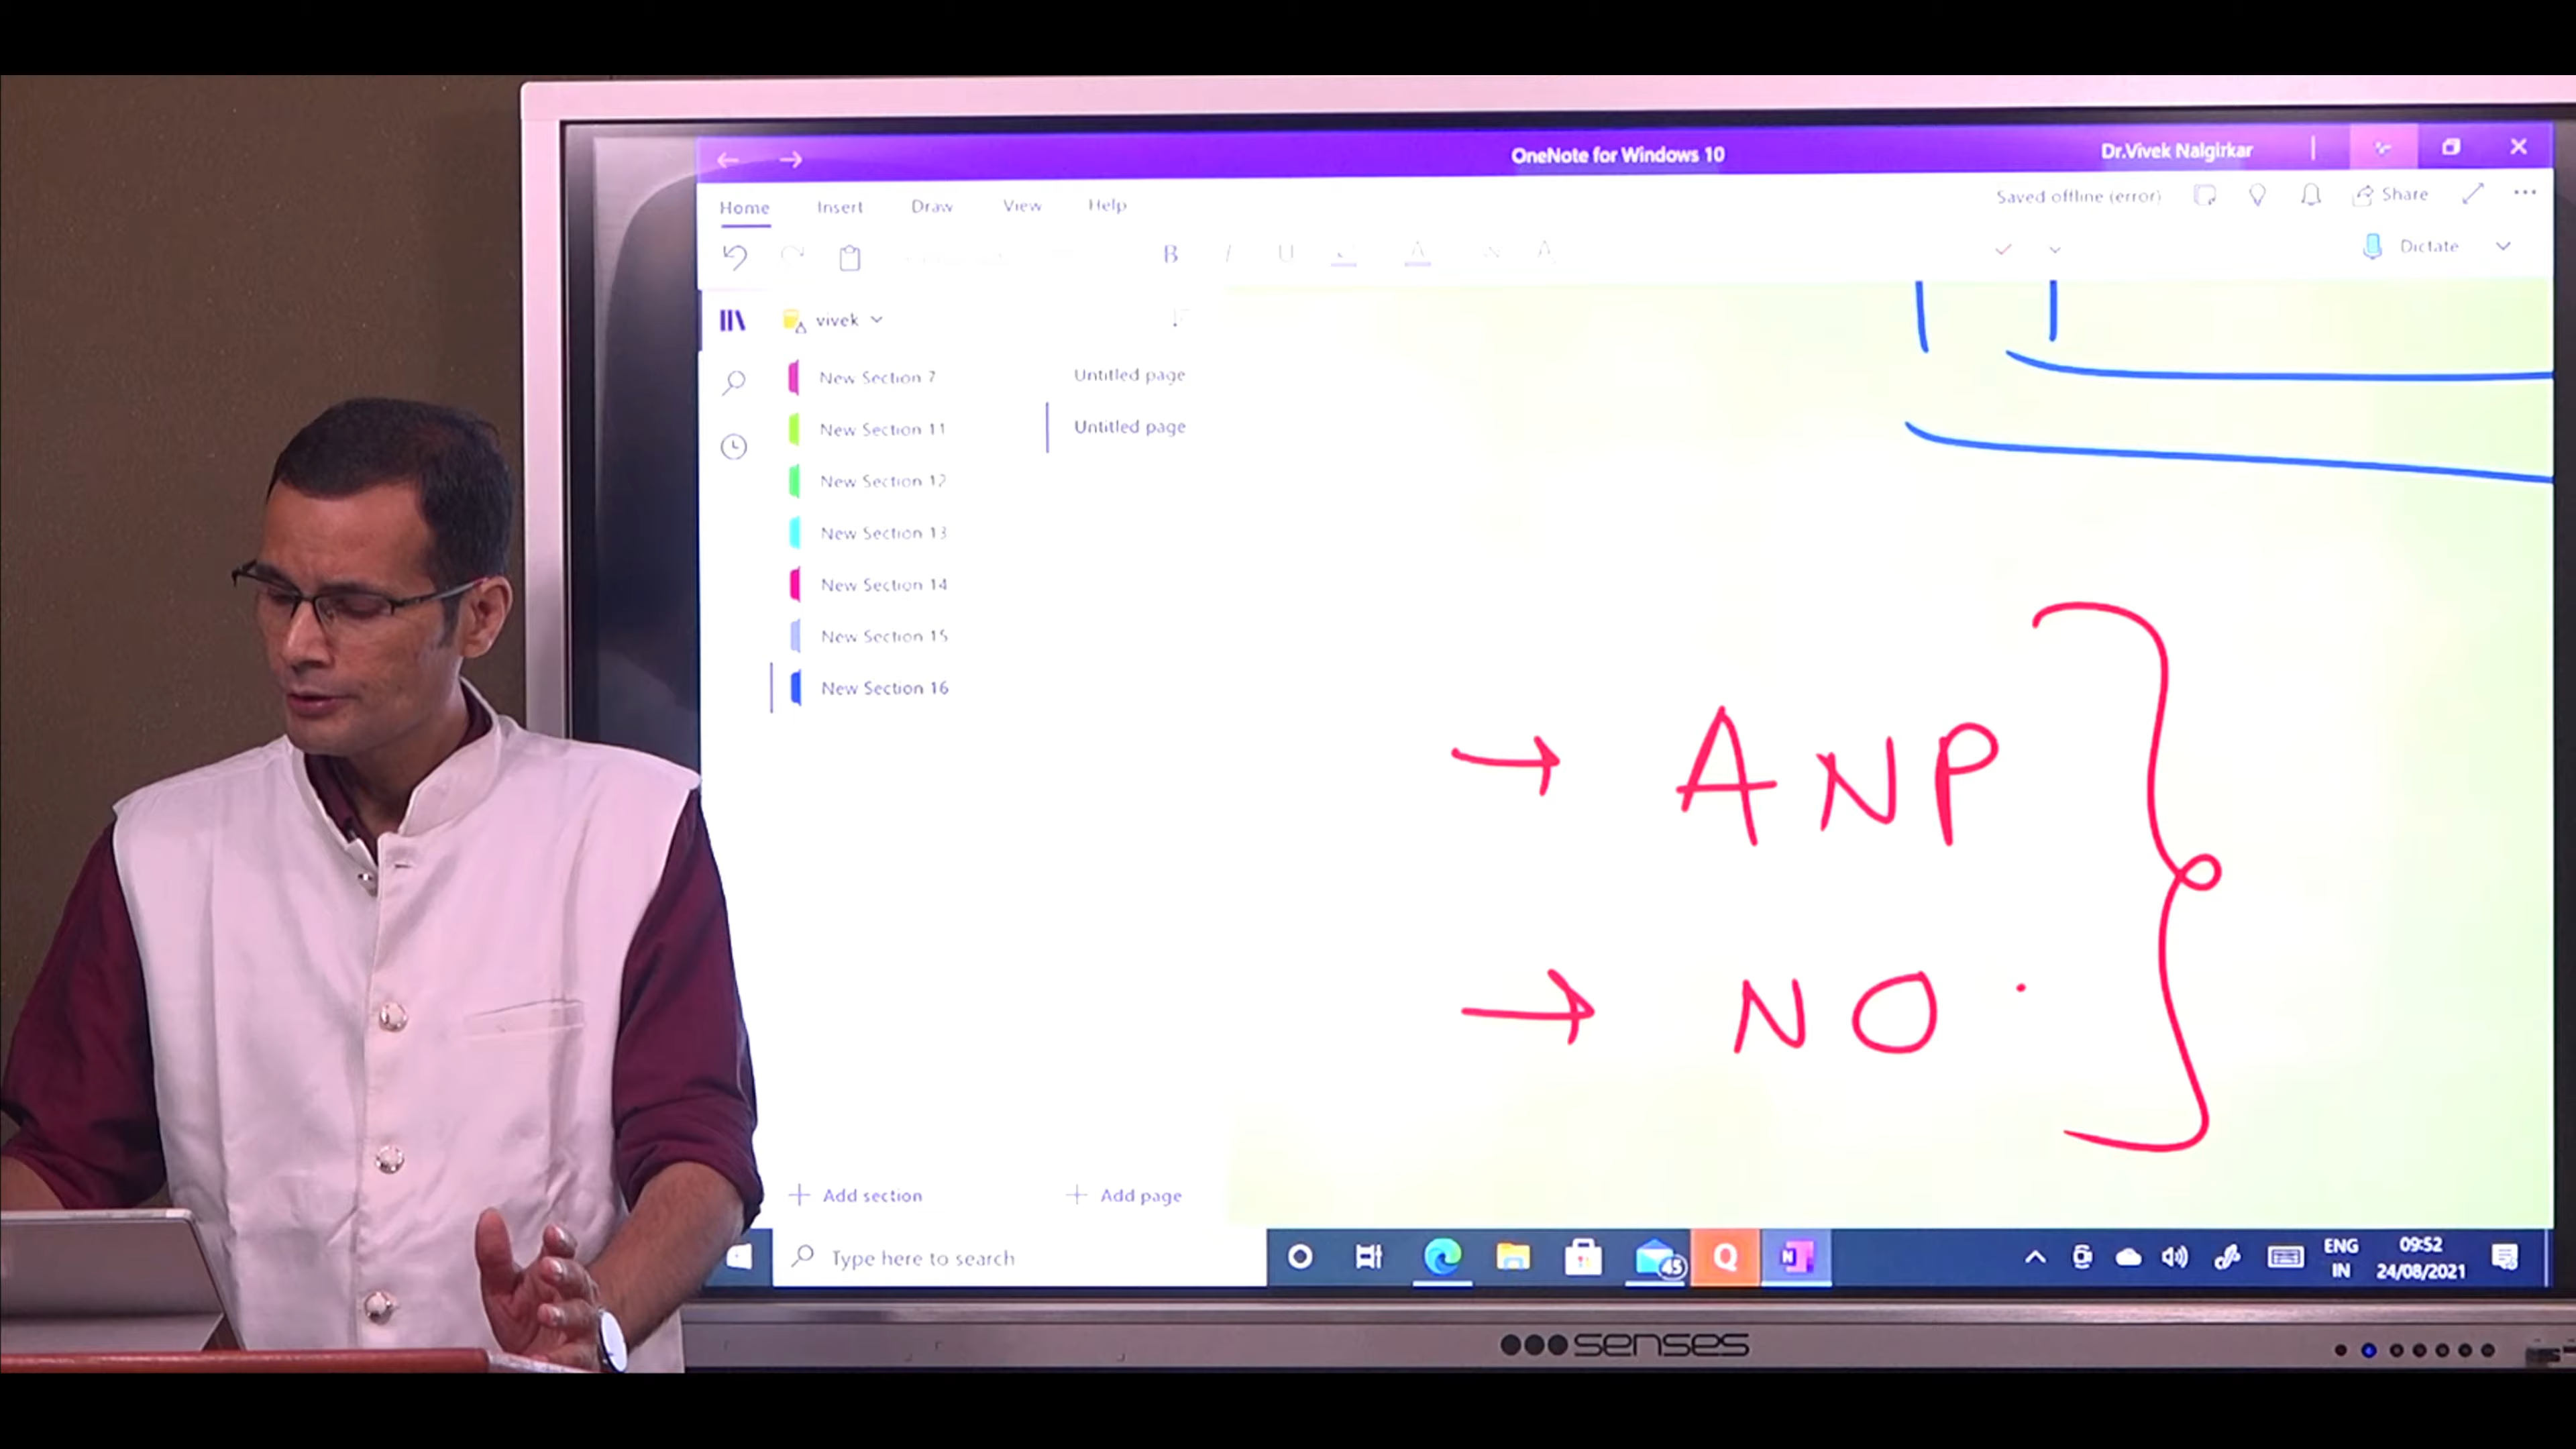 OneNote for Windows 10 Dr.Vivek Nalgirkar
Home Insert Draw View Help Saved offline (error) Share
B I U A A Dictate
vivek
New Section 7 Untitled page
New Section 11 Untitled page
New Section 12
New Section 13
New Section 14
New Section 15
New Section 16
→ ANP
→ NO
Add section Add page
Type here to search 45 Q N ENG 09:52
IN 24/08/2021
senses